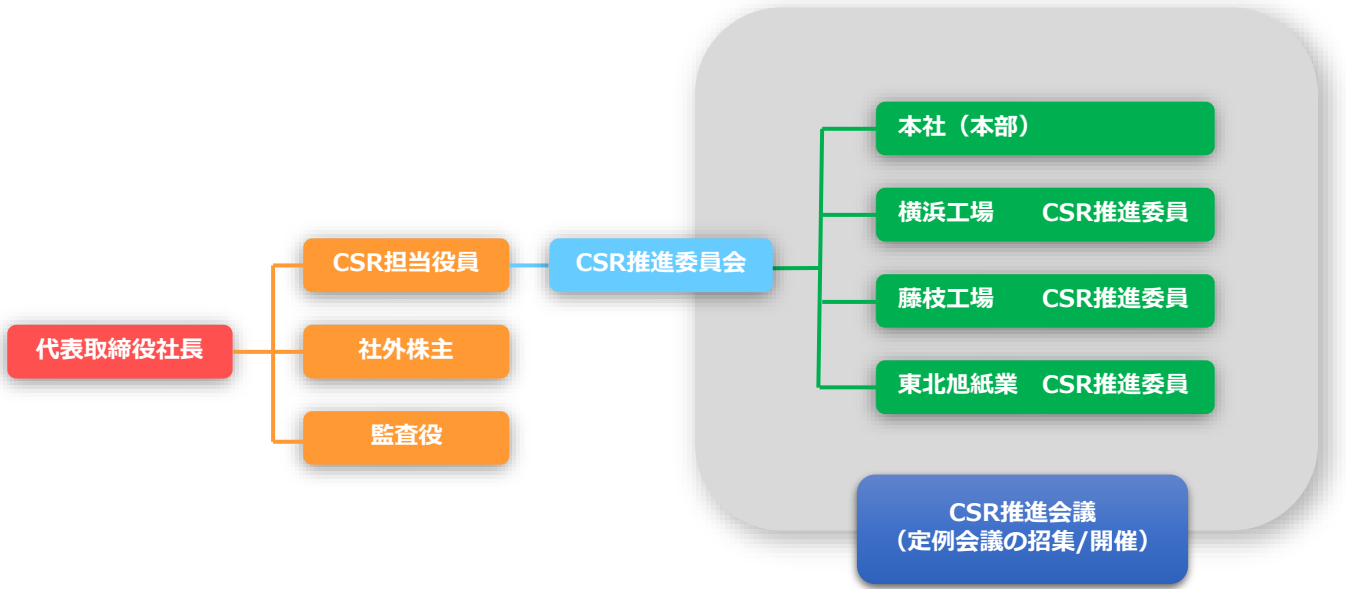 代表取締役社長
CSR担当役員
社外株主
監査役
CSR推進委員会
本社（本部）
横浜工場　　CSR推進委員
藤枝工場　　CSR推進委員
東北旭紙業　CSR推進委員
CSR推進会議
（定例会議の招集/開催）